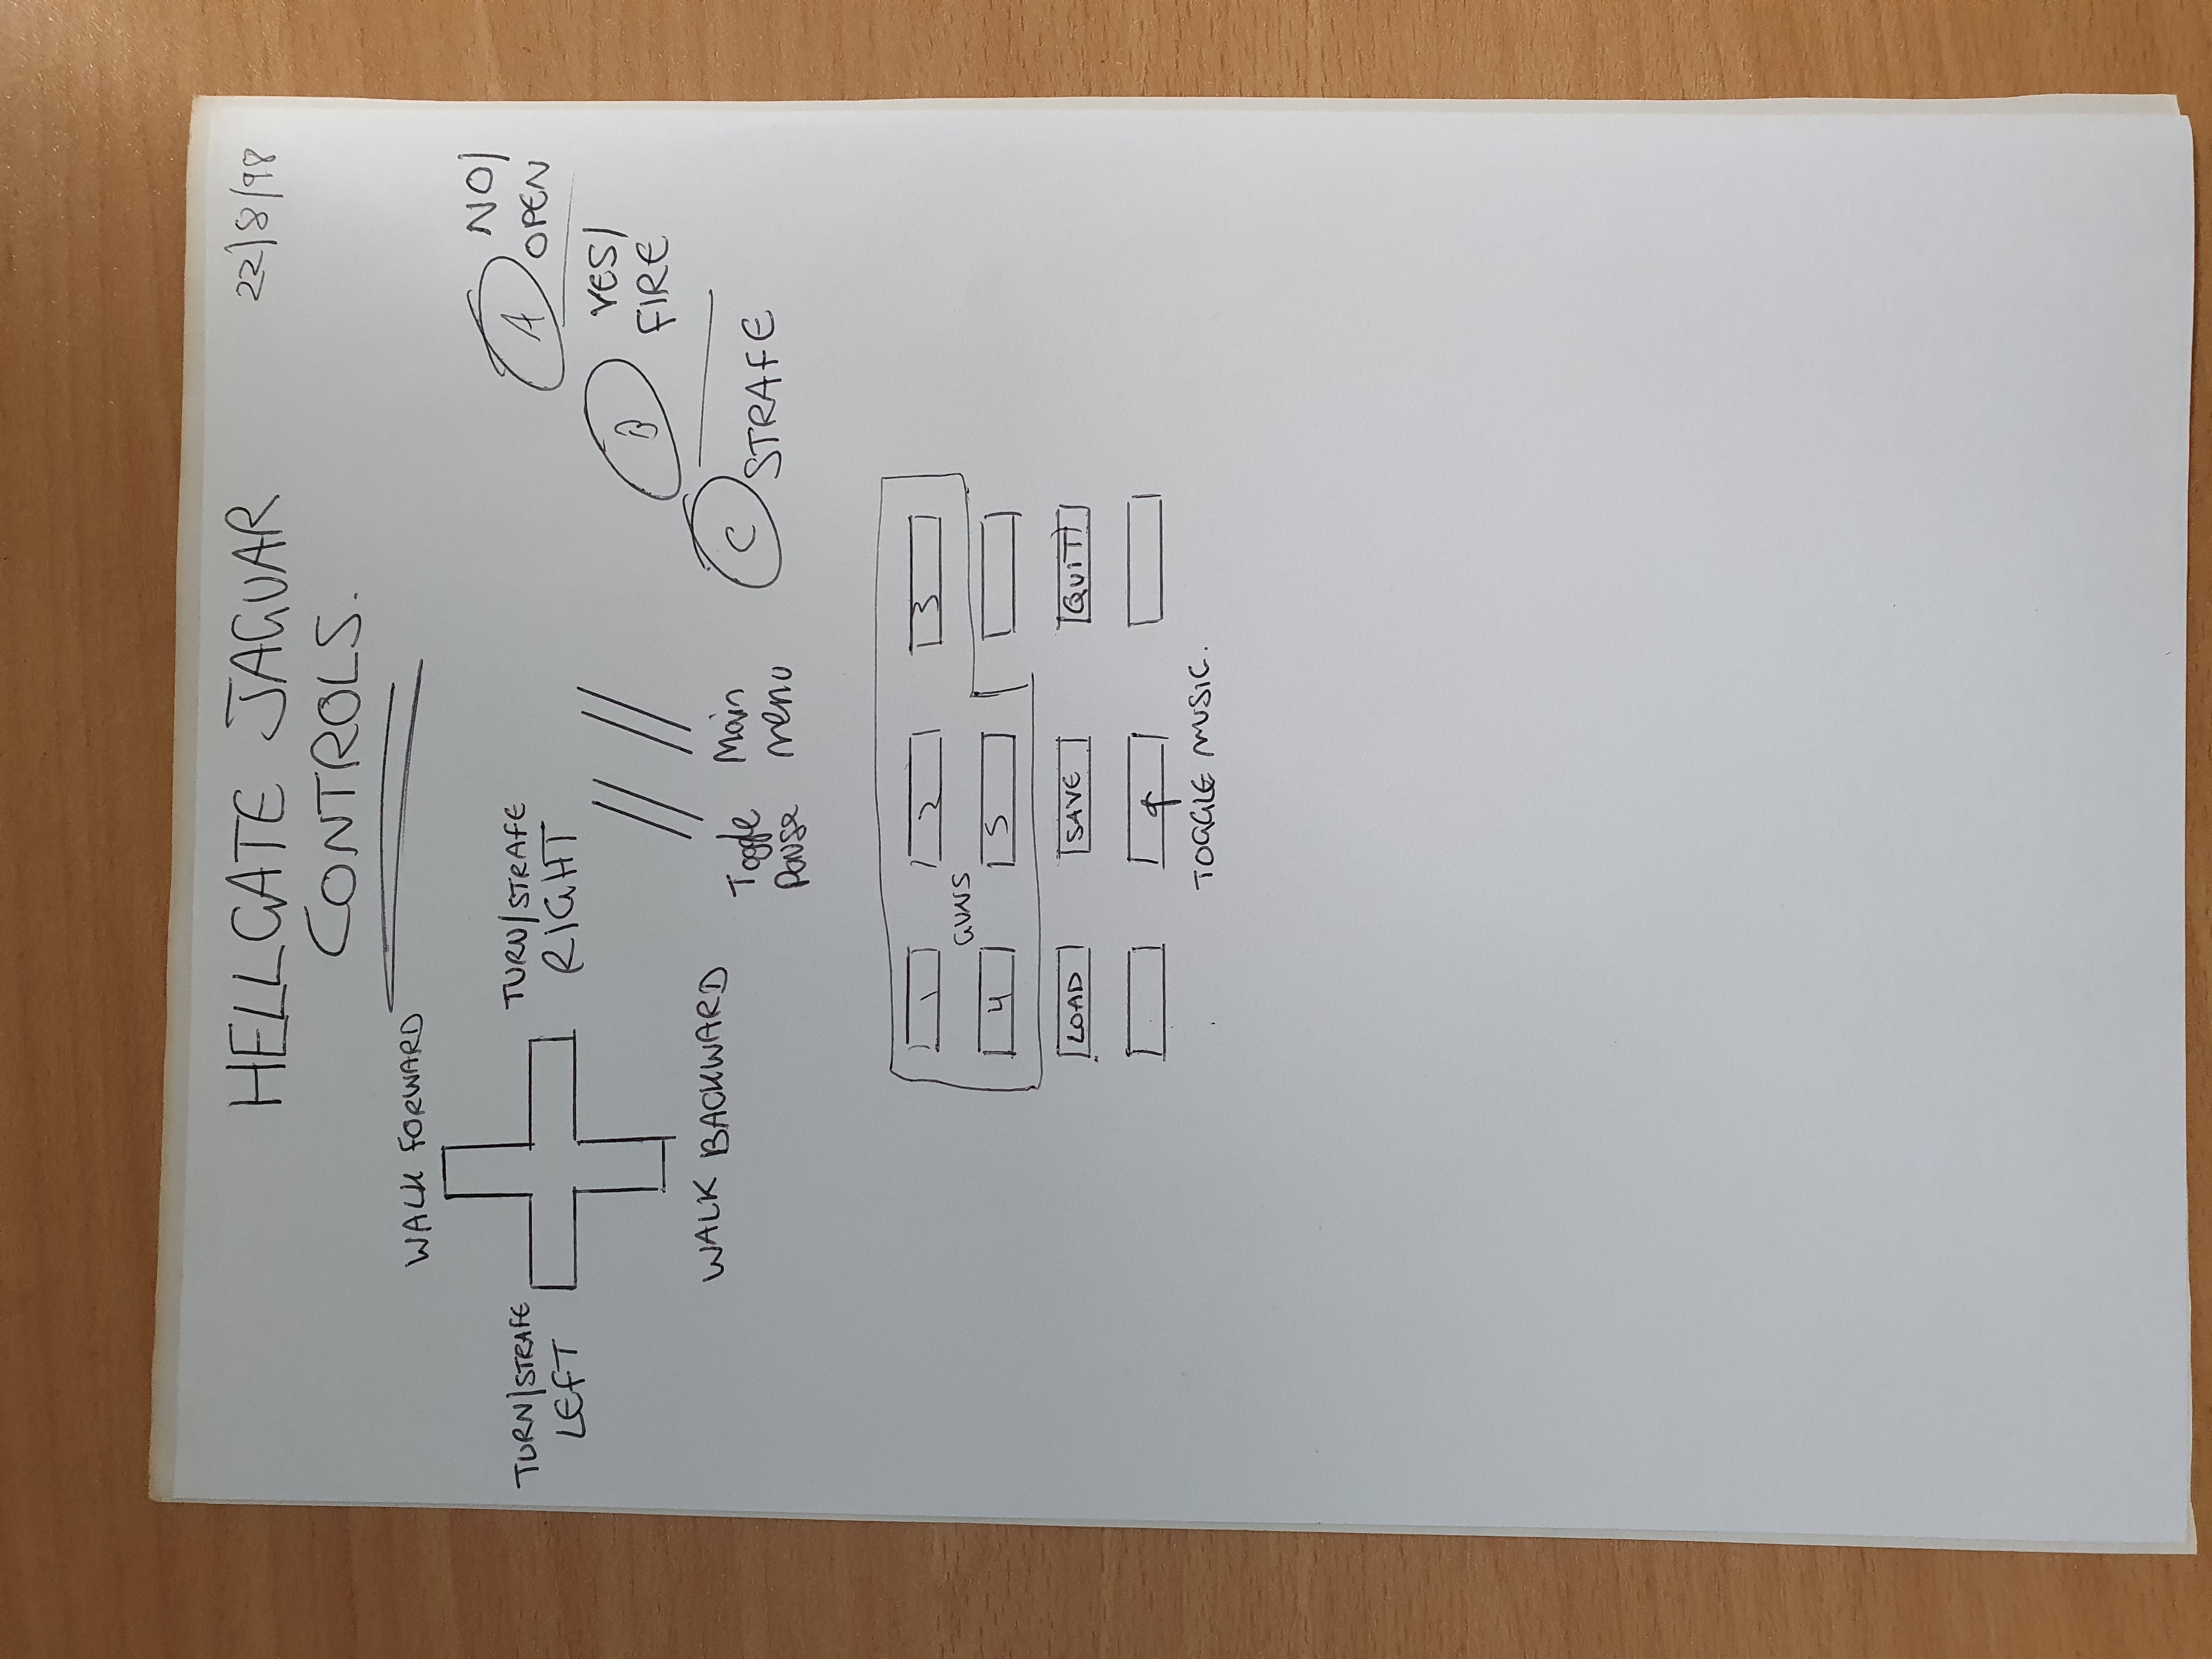 HELLGATE JAGUAR
CONTROLS.
22/8/98
WALK FORWARD
TURN/STRAFE
LEFT
TURN/STRAFE
RIGHT
WALK BACKWARD
Toggle
Pause
Main
menu
A
NO/
OPEN
B
YES/
FIRE
C
STRAFE
1 2 3
GUNS
4 5
LOAD SAVE QUIT
TOGGLE MUSIC.